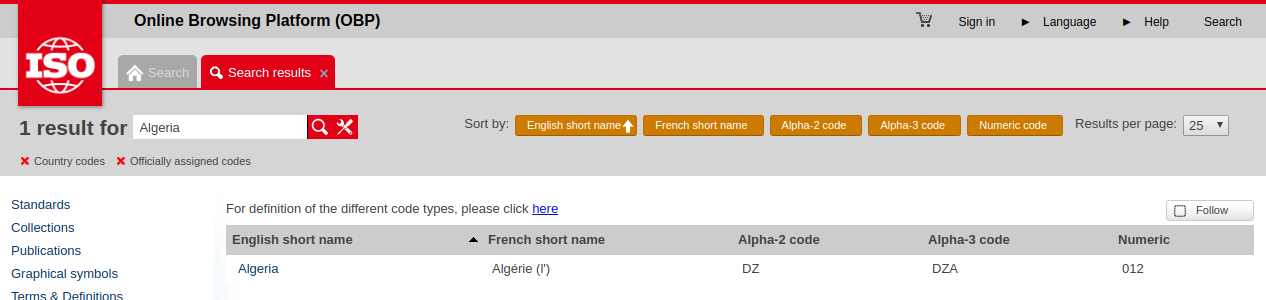 Online Browsing Platform (OBP)
Sign in Language Help Search
ISO
Search Search results
1 result for Algeria
Sort by: English short name French short name Alpha-2 code Alpha-3 code Numeric code Results per page: 25
Country codes Officially assigned codes
Standards
Collections
Publications
Graphical symbols
Terms & Definitions
For definition of the different code types, please click here
Follow
English short name French short name Alpha-2 code Alpha-3 code Numeric
Algeria Algérie (l') DZ DZA 012